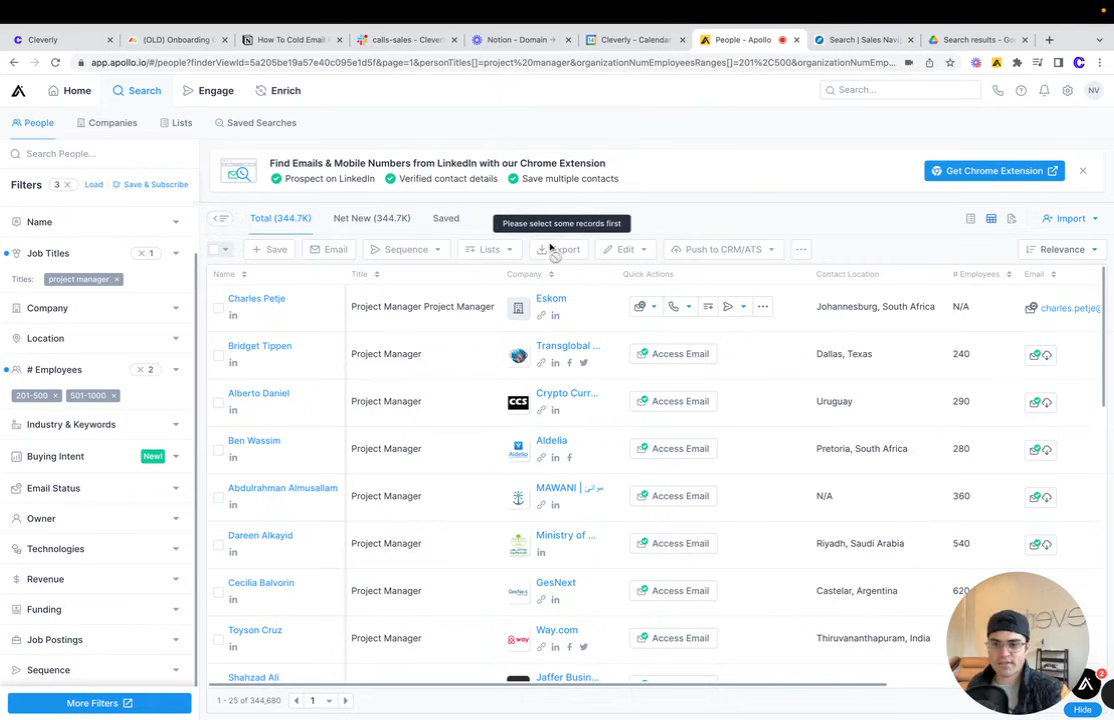 Cleverly
(OLD) Onboarding C
How To Cold Email
calls-sales - Clever
Notion - Domain →
Cleverly - Calenda
People - Apollo
Search | Sales Navi
Search results - Go
app.apollo.io/#/people?finderViewId=5a205be19a57e40c095e1d5f&page=1&personTitles[]=project%20manager&organizationNumEmployeesRanges[]=201%2C500&organizationNumEmp...
Home
Search
Engage
Enrich
Search...
NV
People
Companies
Lists
Saved Searches
Search People...
Filters
3
Load
Save & Subscribe
Find Emails & Mobile Numbers from LinkedIn with our Chrome Extension
Prospect on LinkedIn
Verified contact details
Save multiple contacts
Get Chrome Extension
Total (344.7K)
Net New (344.7K)
Saved
Please select some records first
Import
Save
Email
Sequence
Lists
Export
Edit
Push to CRM/ATS
Relevance
Name
Title
Company
Quick Actions
Contact Location
# Employees
Email
Name
Job Titles
1
Titles:
project manager
Company
Location
# Employees
2
201-500
501-1000
Industry & Keywords
Buying Intent
New!
Email Status
Owner
Technologies
Revenue
Funding
Job Postings
Sequence
More Filters
Charles Petje
Project Manager Project Manager
Eskom
Johannesburg, South Africa
N/A
charles.petje@
Bridget Tippen
Project Manager
Transglobal ...
Access Email
Dallas, Texas
240
Alberto Daniel
Project Manager
CCS
Crypto Curr...
Access Email
Uruguay
290
Ben Wassim
Project Manager
Aldelia
Aldelia
Access Email
Pretoria, South Africa
280
Abdulrahman Almusallam
Project Manager
MAWANI | موانئ
Access Email
N/A
360
Dareen Alkayid
Project Manager
Ministry of ...
Access Email
Riyadh, Saudi Arabia
540
Cecilia Balvorin
Project Manager
GesNext
GesNext
Access Email
Castelar, Argentina
620
Toyson Cruz
Project Manager
way
Way.com
Access Email
Thiruvananthapuram, India
Shahzad Ali
Jaffer Busin...
1 - 25 of 344,680
1
2
Hide